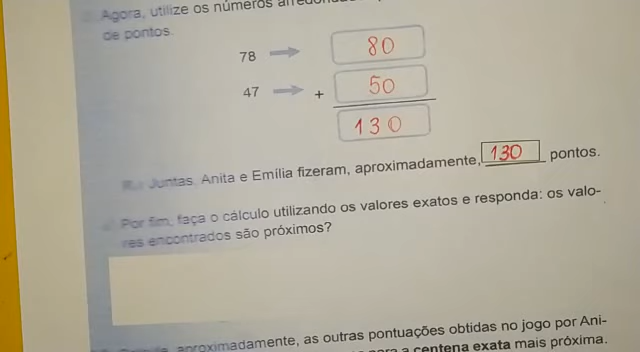 Agora, utilize os números
de pontos.
78 80
47 + 50
130
Juntas, Anita e Emília fizeram, aproximadamente, 130 pontos.
Por fim, faça o cálculo utilizando os valores exatos e responda: os valo-
res encontrados são próximos?
aproximadamente, as outras pontuações obtidas no jogo por Ani-
a centena exata mais próxima.